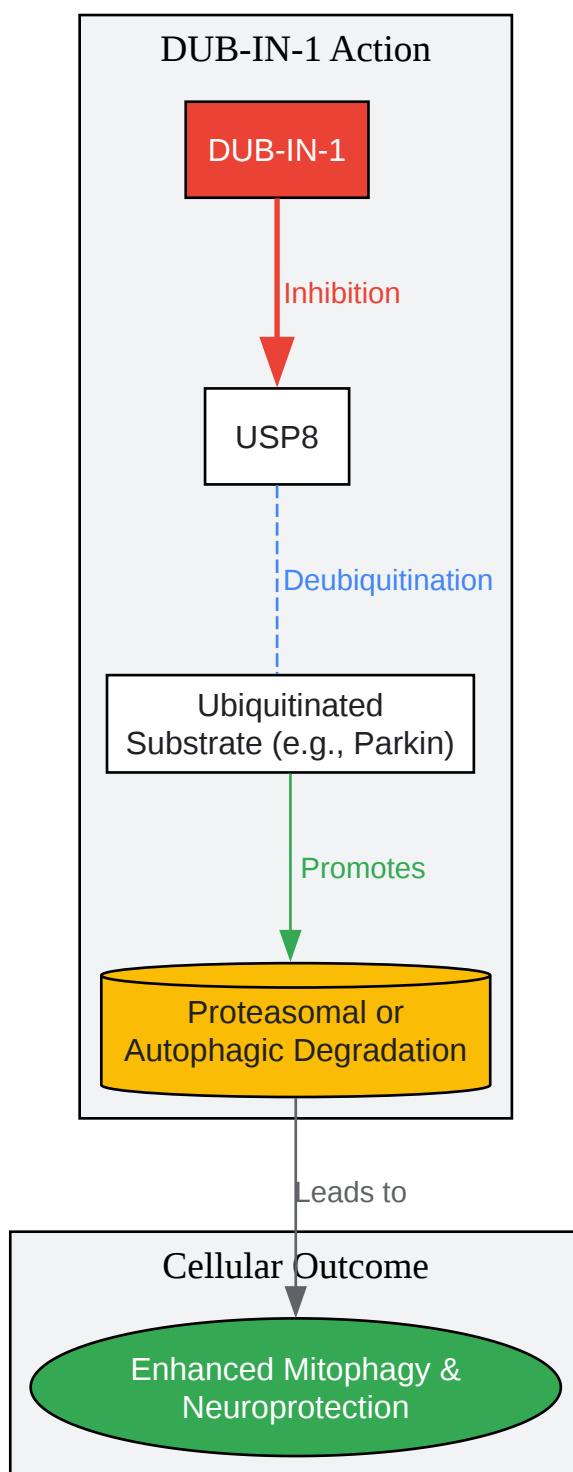 DUB-IN-1 Action
DUB-IN-1
Inhibition
USP8
Deubiquitination
Ubiquitinated
Substrate (e.g., Parkin)
Promotes
Proteasomal or
Autophagic Degradation
Leads to
Cellular Outcome
Enhanced Mitophagy &
Neuroprotection